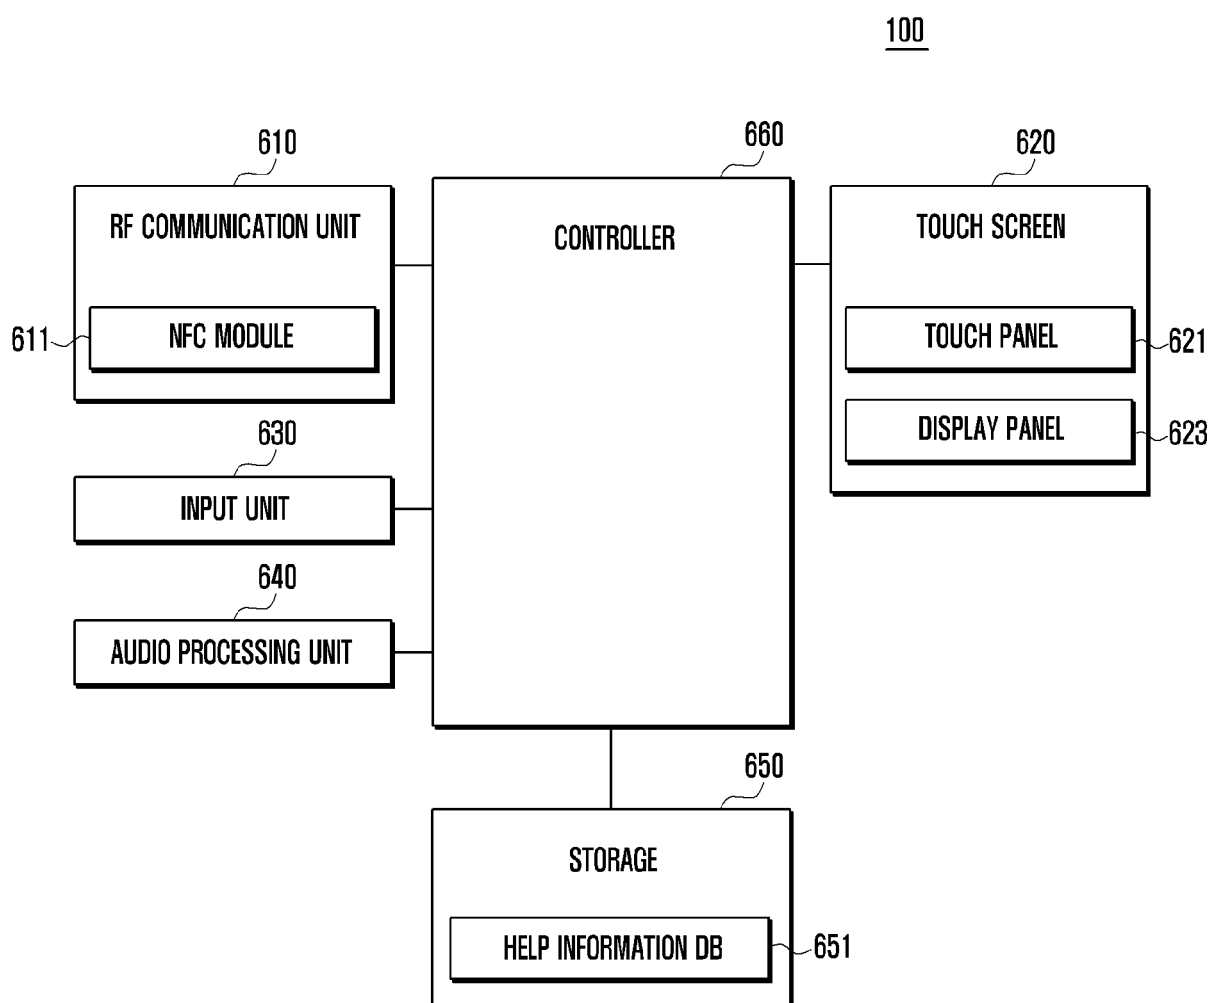 100
610
660
620
RF COMMUNICATION UNIT
CONTROLLER
TOUCH SCREEN
611
NFC MODULE
TOUCH PANEL
621
DISPLAY PANEL
623
630
INPUT UNIT
640
AUDIO PROCESSING UNIT
650
STORAGE
HELP INFORMATION DB
651